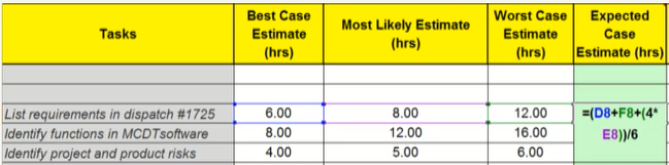 Tasks
Best Case
Estimate
(hrs)
Most Likely Estimate
(hrs)
Worst Case
Estimate
(hrs)
Expected
Case
Estimate (hrs)
List requirements in dispatch #1725 6.00 8.00 12.00 =(D8+F8+(4*
E8))/6
Identify functions in MCDTsoftware 8.00 12.00 16.00
Identify project and product risks 4.00 5.00 6.00